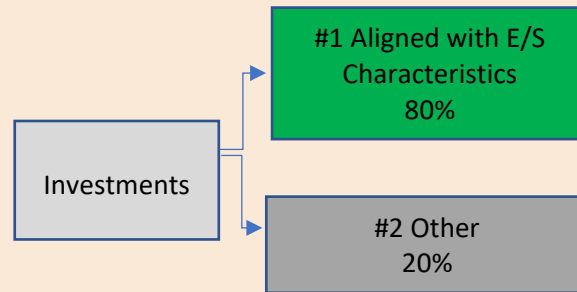 #1 Aligned with E/S
Characteristics
80%
Investments
#2 Other
20%